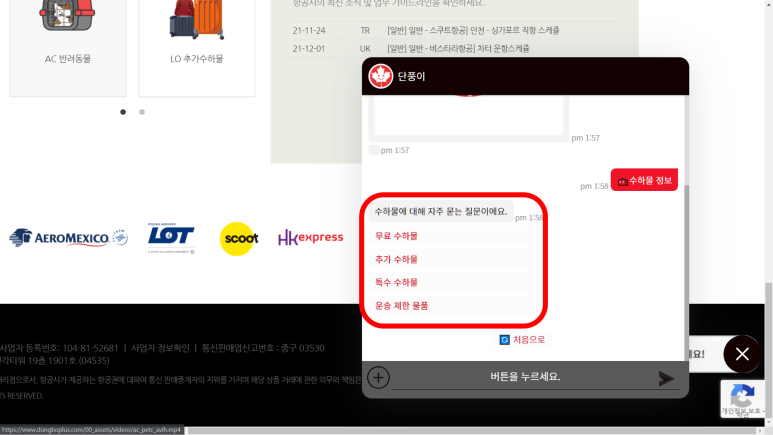 항공사의 최신 소식 및 업무 가이드라인을 확인하세요.
21-11-24 TR [일반] 일반 - 스쿠트항공] 인천 - 싱가포르 직항 스케줄
21-12-01 UK [일반] 일반 - 비스타라항공] 차터 운항스케줄
AC 반려동물
LO 추가수하물
단풍이
pm 1:57
pm 1:57
pm 1:58
수하물 정보
수하물에 대해 자주 묻는 질문이에요.
pm 1:58
무료 수하물
추가 수하물
특수 수하물
운송 제한 물품
처음으로
버튼을 누르세요.
AEROMEXICO
LOT
scoot
hk express
사업자 등록번호: 104-81-52681 | 사업자 정보확인 | 통신판매업신고번호 : 중구 03530
각타워 19층 1901호 (04535)
리점으로서, 항공사가 제공하는 항공권에 대하여 통신 판매중개자의 지위를 가지며 해당 상품 거래에 관한 의무와 책임은
TS RESERVED.
요!
개인정보 보호 -
https://www.dongboplus.com/00_assets/videos/ac_petc_avih.mp4